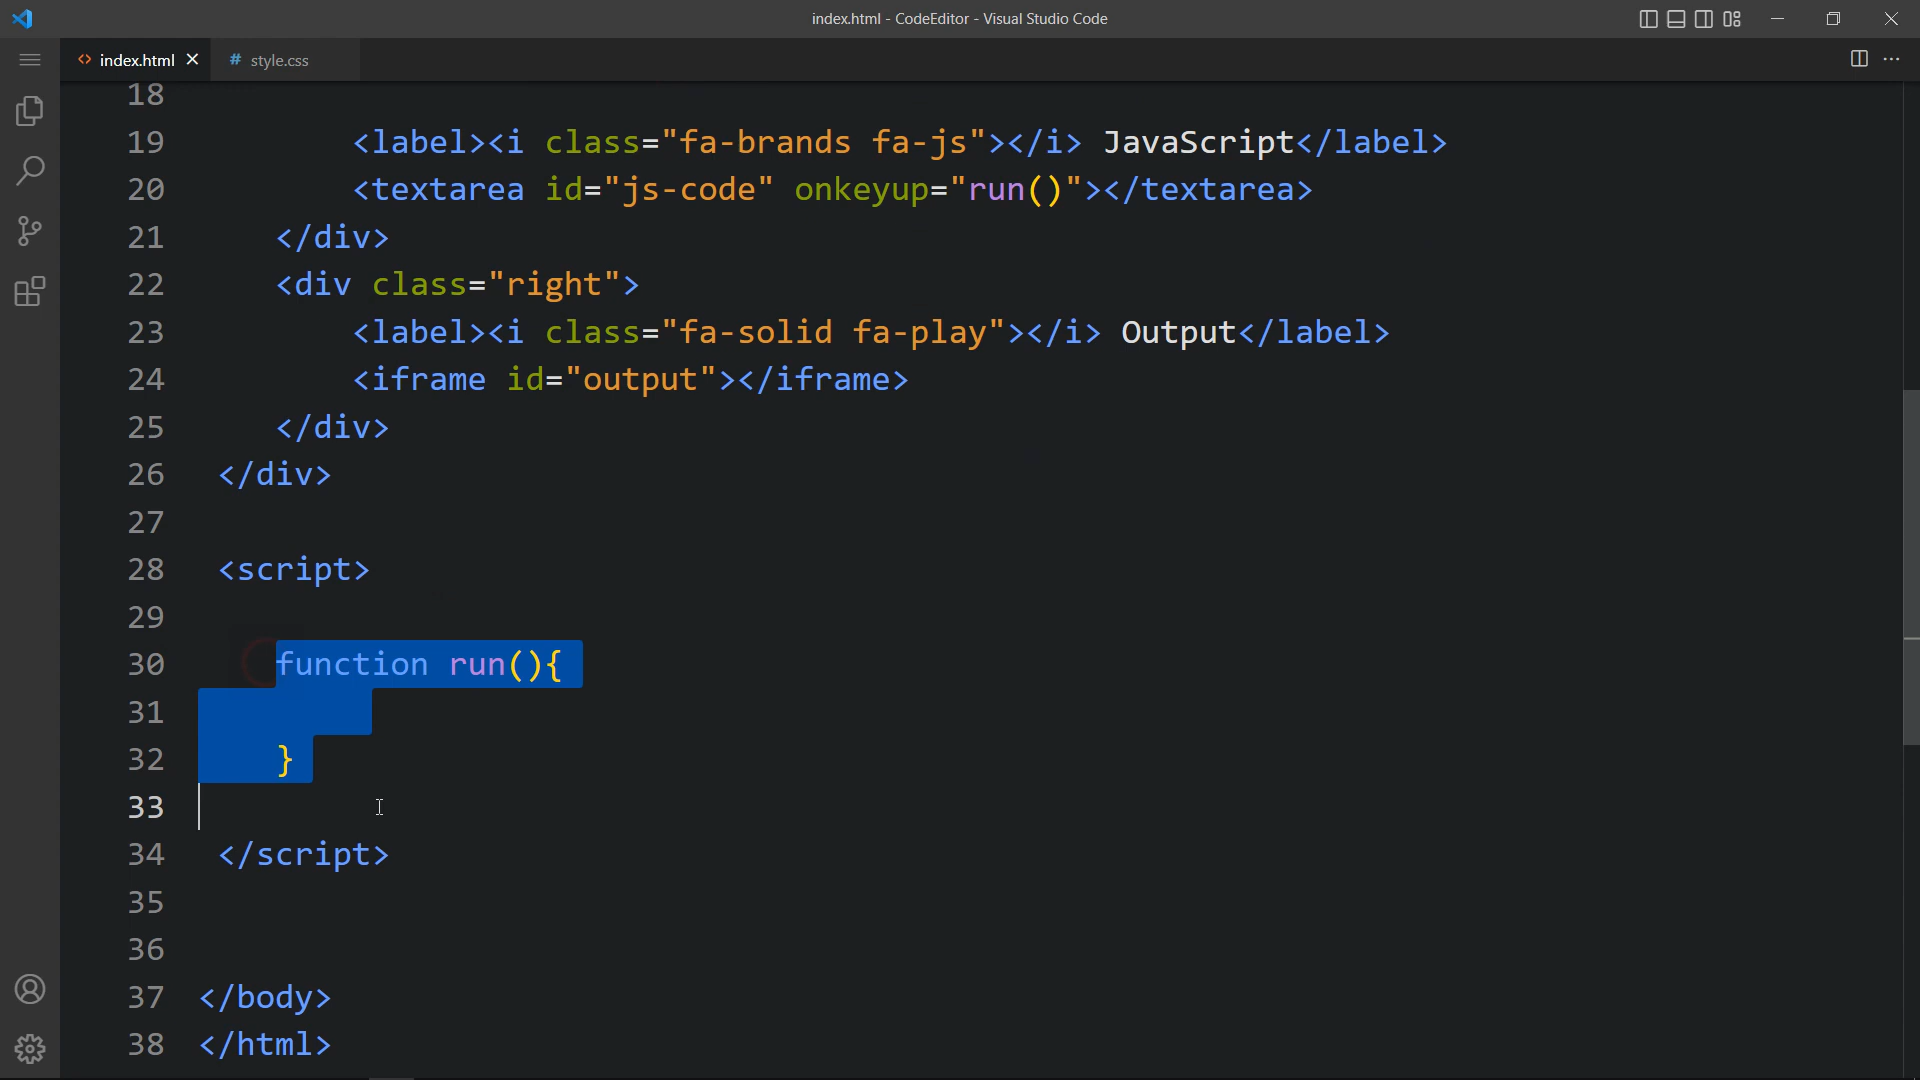 index.html - CodeEditor - Visual Studio Code
index.html
# style.css
18
19 <label><i class="fa-brands fa-js"></i> JavaScript</label>
20 <textarea id="js-code" onkeyup="run()"></textarea>
21 </div>
22 <div class="right">
23 <label><i class="fa-solid fa-play"></i> Output</label>
24 <iframe id="output"></iframe>
25 </div>
26 </div>
27
28 <script>
29
30 function run(){
31
32 }
33
34 </script>
35
36
37 </body>
38 </html>